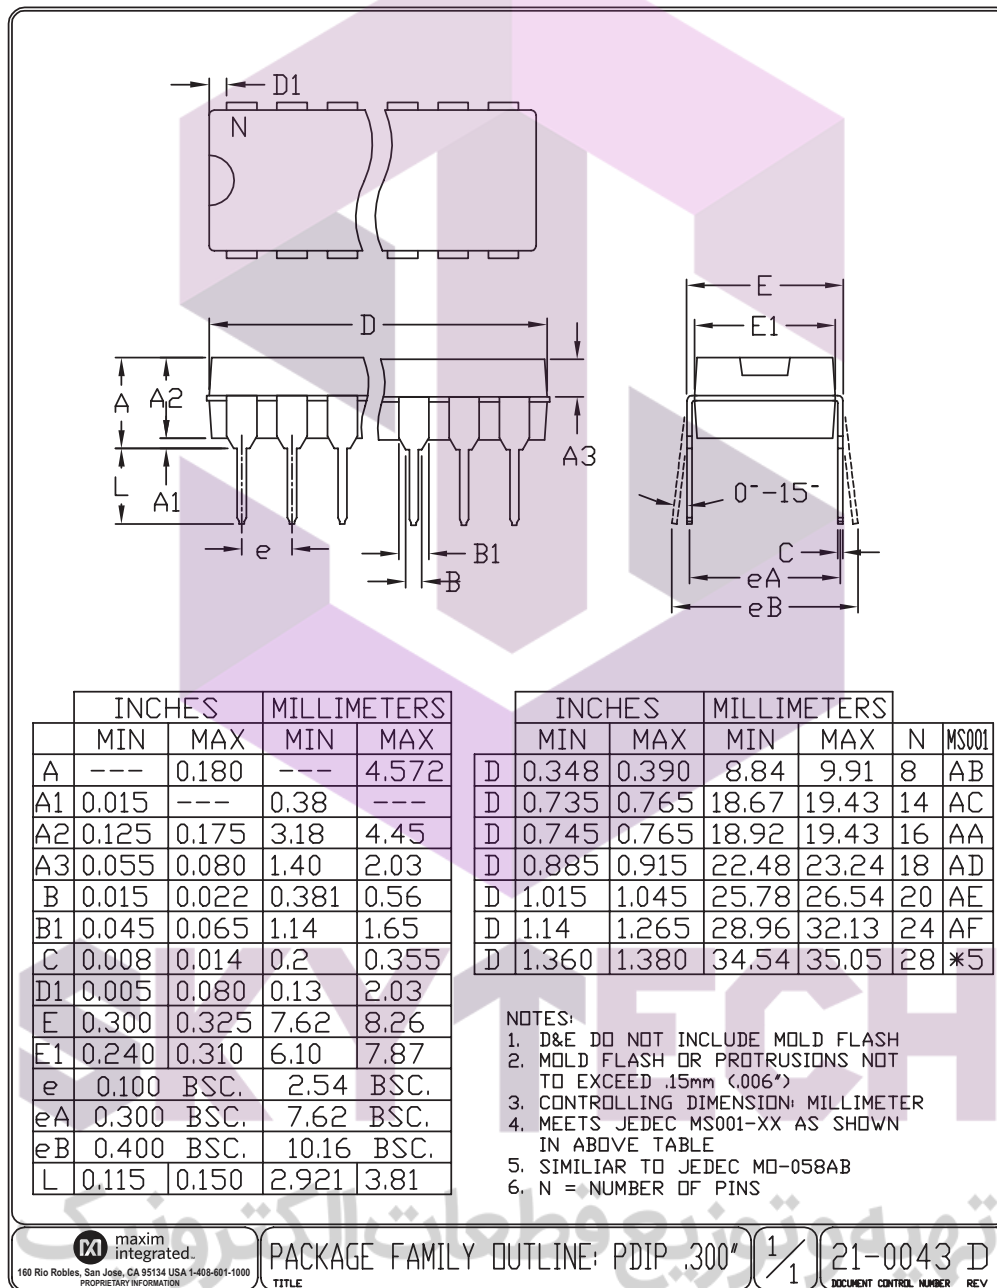 D1
N
D
E
E1
A
A2
A3
L
A1
0°-15°
e
B1
B
C
eA
eB
INCHES MILLIMETERS
MIN MAX MIN MAX
A --- 0.180 --- 4.572
A1 0.015 --- 0.38 ---
A2 0.125 0.175 3.18 4.45
A3 0.055 0.080 1.40 2.03
B 0.015 0.022 0.381 0.56
B1 0.045 0.065 1.14 1.65
C 0.008 0.014 0.2 0.355
D1 0.005 0.080 0.13 2.03
E 0.300 0.325 7.62 8.26
E1 0.240 0.310 6.10 7.87
e 0.100 BSC. 2.54 BSC.
eA 0.300 BSC. 7.62 BSC.
eB 0.400 BSC. 10.16 BSC.
L 0.115 0.150 2.921 3.81
INCHES MILLIMETERS
MIN MAX MIN MAX N MS001
D 0.348 0.390 8.84 9.91 8 AB
D 0.735 0.765 18.67 19.43 14 AC
D 0.745 0.765 18.92 19.43 16 AA
D 0.885 0.915 22.48 23.24 18 AD
D 1.015 1.045 25.78 26.54 20 AE
D 1.14 1.265 28.96 32.13 24 AF
D 1.360 1.380 34.54 35.05 28 *5
SKYTECH
NOTES:
1. D&E DO NOT INCLUDE MOLD FLASH
2. MOLD FLASH OR PROTRUSIONS NOT
TO EXCEED .15mm (.006")
3. CONTROLLING DIMENSION: MILLIMETER
4. MEETS JEDEC MS001-XX AS SHOWN
IN ABOVE TABLE
5. SIMILIAR TO JEDEC MO-058AB
6. N = NUMBER OF PINS
تهیه و توزیع قطعات الکترونیک
maxim
integrated™
160 Rio Robles, San Jose, CA 95134 USA 1-408-601-1000
PROPRIETARY INFORMATION
PACKAGE FAMILY OUTLINE: PDIP .300"
TITLE
1/1
21-0043 D
DOCUMENT CONTROL NUMBER REV